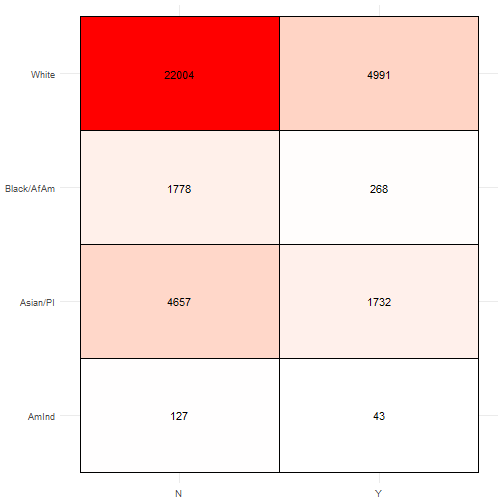 White 22004 4991
Black/AfAm 1778 268
Asian/PI 4657 1732
AmInd 127 43
N Y